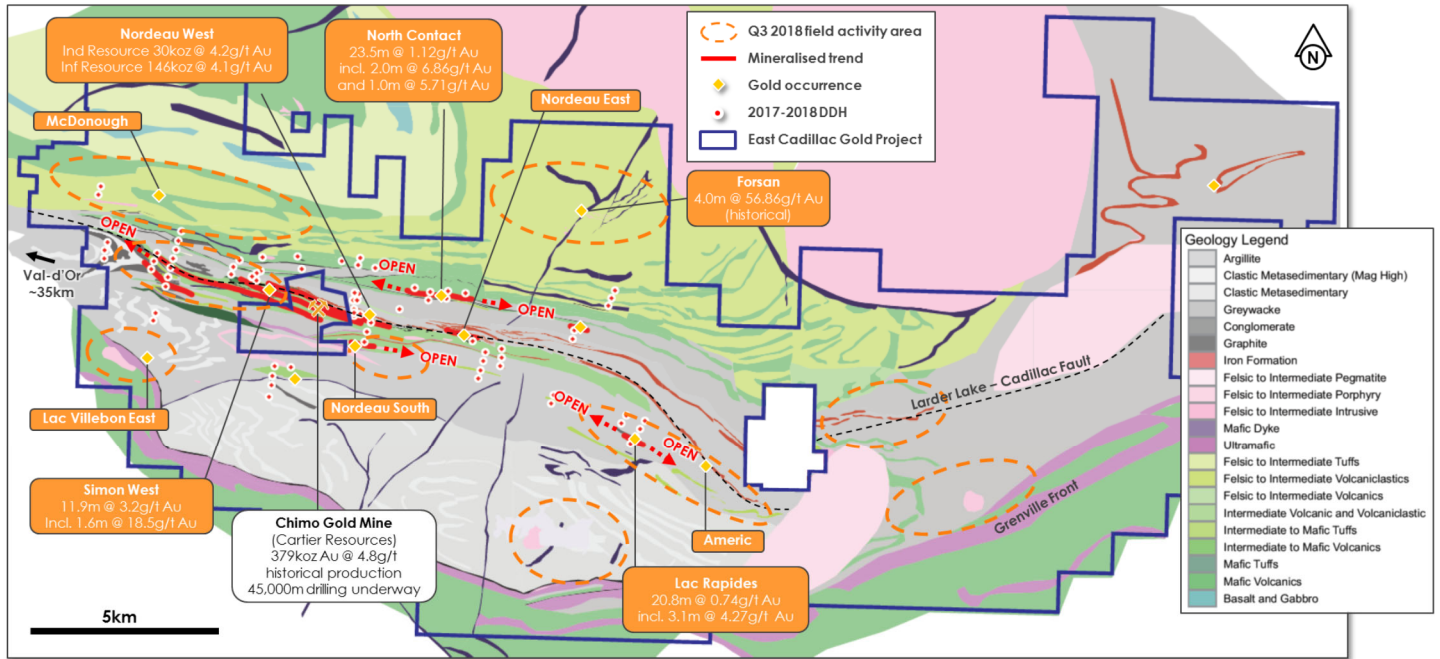 Nordeau West
Ind Resource 30koz @ 4.2g/t Au
Inf Resource 146koz @ 4.1g/t Au
North Contact
23.5m @ 1.12g/t Au
incl. 2.0m @ 6.86g/t Au
and 1.0m @ 5.71g/t Au
Nordeau East
McDonough
Q3 2018 field activity area
Mineralised trend
Gold occurrence
2017-2018 DDH
East Cadillac Gold Project
N
Forsan
4.0m @ 56.86g/t Au
(historical)
OPEN
OPEN
OPEN
OPEN
OPEN
OPEN
Val-d'Or
~35km
Larder Lake – Cadillac Fault
Grenville Front
Lac Villebon East
Nordeau South
Simon West
11.9m @ 3.2g/t Au
Incl. 1.6m @ 18.5g/t Au
Chimo Gold Mine
(Cartier Resources)
379koz Au @ 4.8g/t
historical production
45,000m drilling underway
Americ
Lac Rapides
20.8m @ 0.74g/t Au
incl. 3.1m @ 4.27g/t Au
5km
Geology Legend
Argillite
Clastic Metasedimentary (Mag High)
Clastic Metasedimentary
Greywacke
Conglomerate
Graphite
Iron Formation
Felsic to Intermediate Pegmatite
Felsic to Intermediate Porphyry
Felsic to Intermediate Intrusive
Mafic Dyke
Ultramafic
Felsic to Intermediate Tuffs
Felsic to Intermediate Volcaniclastics
Felsic to Intermediate Volcanics
Intermediate Volcanic and Volcaniclastic
Intermediate to Mafic Tuffs
Intermediate to Mafic Volcanics
Mafic Tuffs
Mafic Volcanics
Basalt and Gabbro